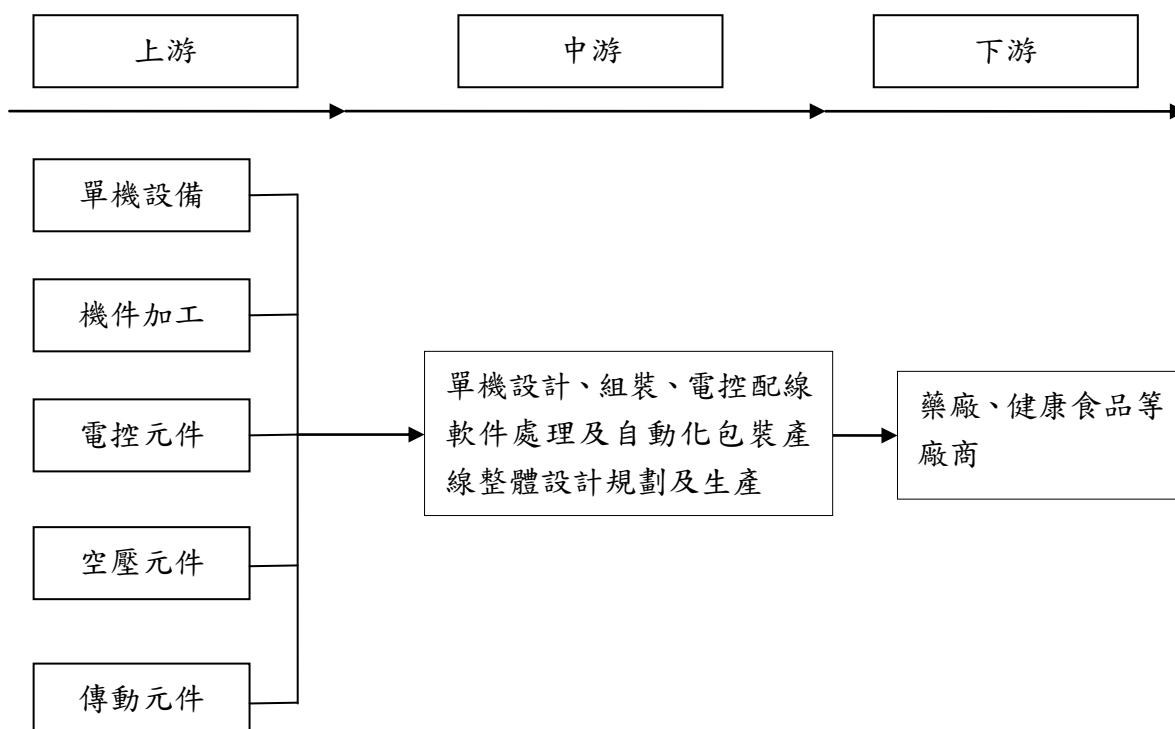 上游
中游
下游
單機設備
機件加工
電控元件
空壓元件
傳動元件
單機設計、組裝、電控配線
軟件處理及自動化包裝產
線整體設計規劃及生產
藥廠、健康食品等
廠商